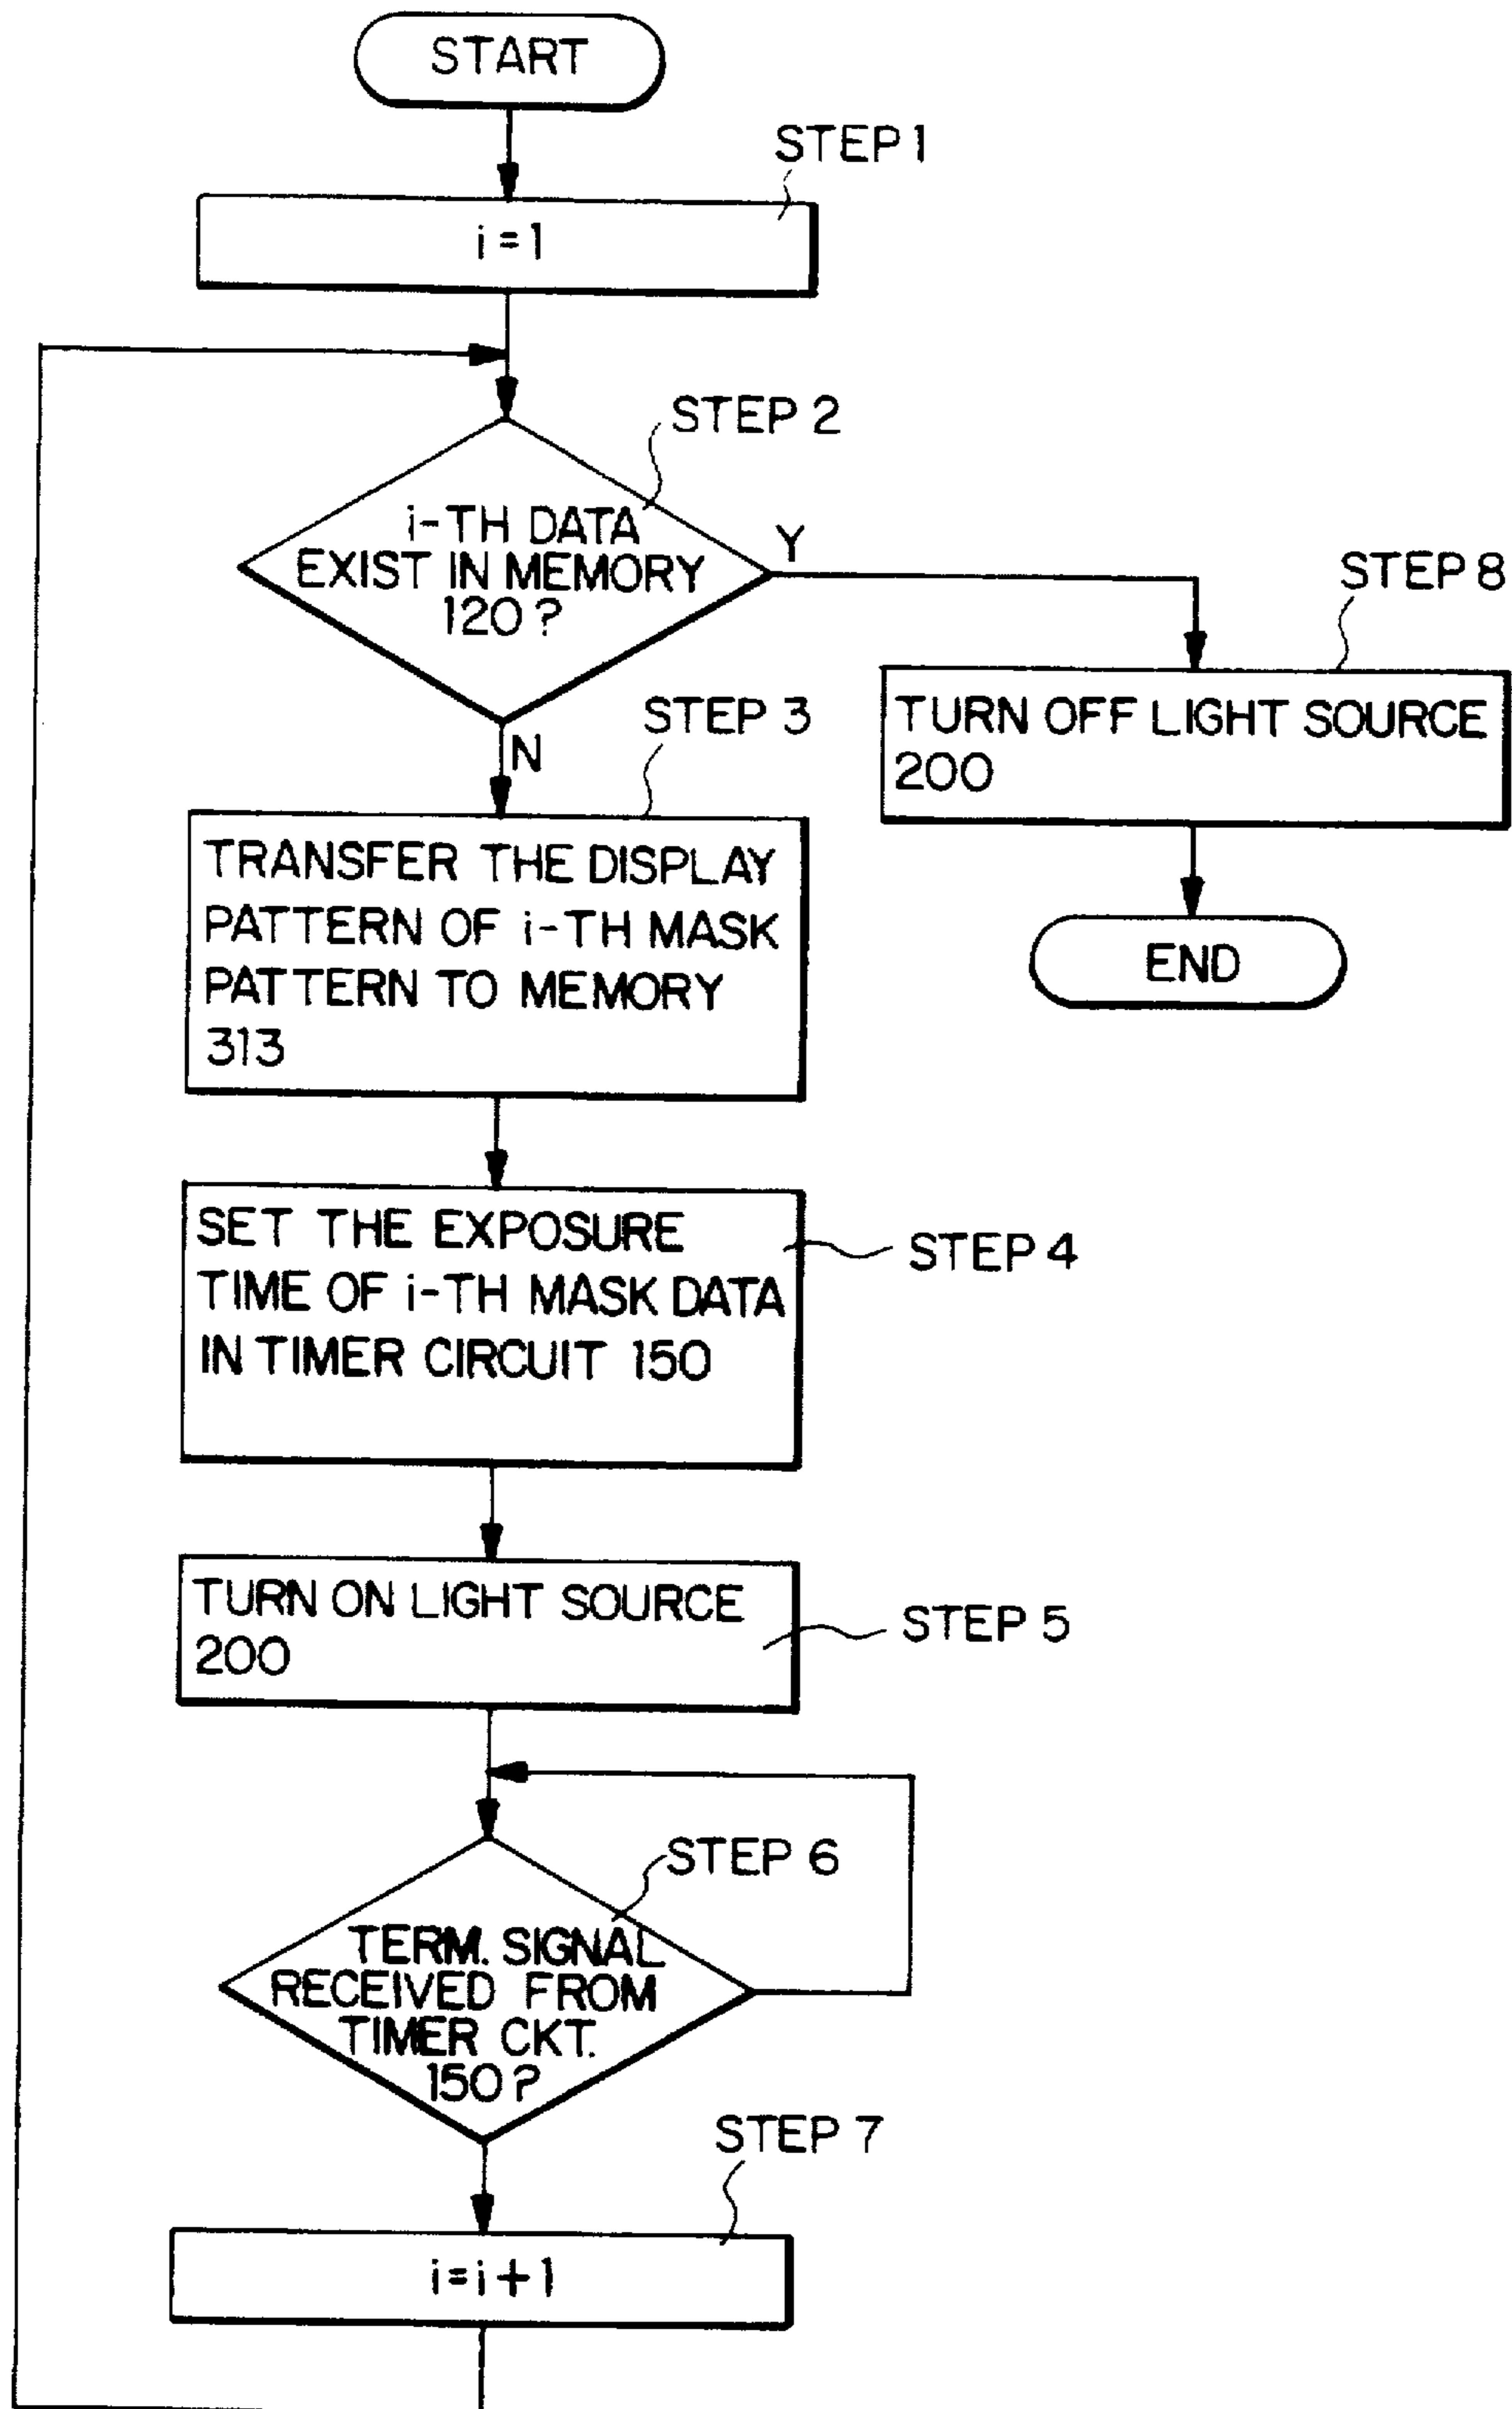 START
STEP 1
i=1
STEP 2
i-TH DATA
EXIST IN MEMORY
120?
Y
N
STEP 8
TURN OFF LIGHT SOURCE
200
END
STEP 3
TRANSFER THE DISPLAY
PATTERN OF i-TH MASK
PATTERN TO MEMORY
313
SET THE EXPOSURE
TIME OF i-TH MASK DATA
IN TIMER CIRCUIT 150
STEP 4
TURN ON LIGHT SOURCE
200
STEP 5
STEP 6
TERM. SIGNAL
RECEIVED FROM
TIMER CKT.
150?
STEP 7
i=i+1